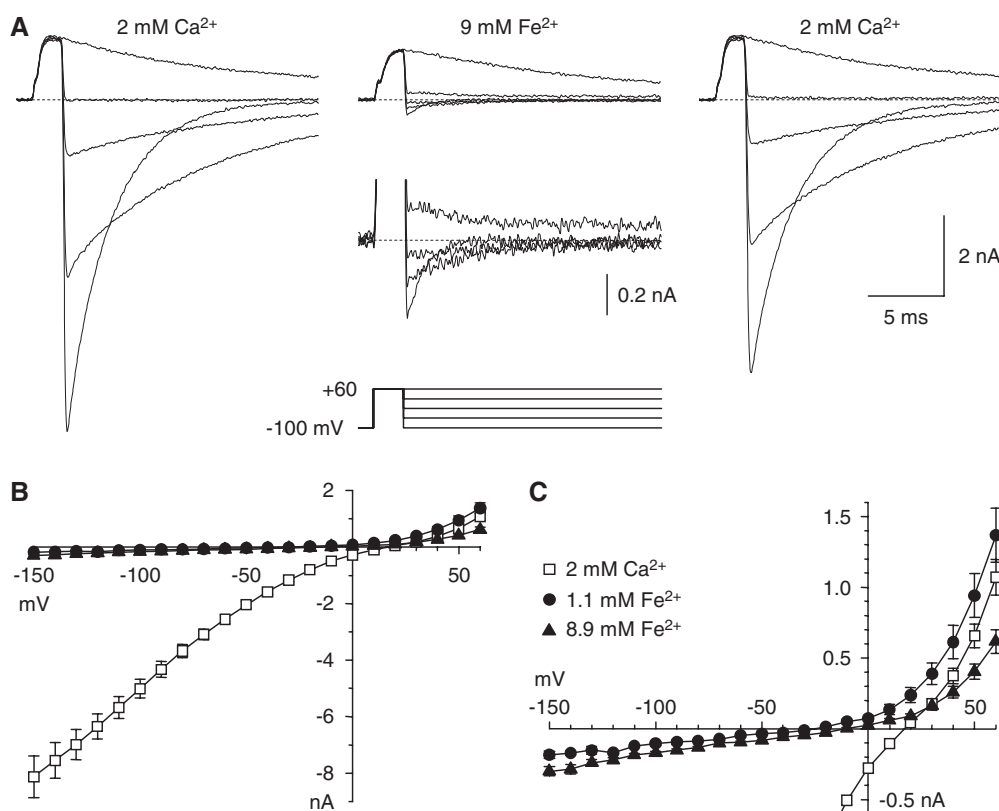 A
2 mM Ca²⁺
9 mM Fe²⁺
2 mM Ca²⁺
0.2 nA
2 nA
5 ms
+60
-100 mV
B
2
-150
-100
-50
50
mV
-2
-4
-6
-8
nA
C
1.5
1.0
0.5
□ 2 mM Ca²⁺
● 1.1 mM Fe²⁺
▲ 8.9 mM Fe²⁺
mV
-150
-100
-50
50
-0.5 nA